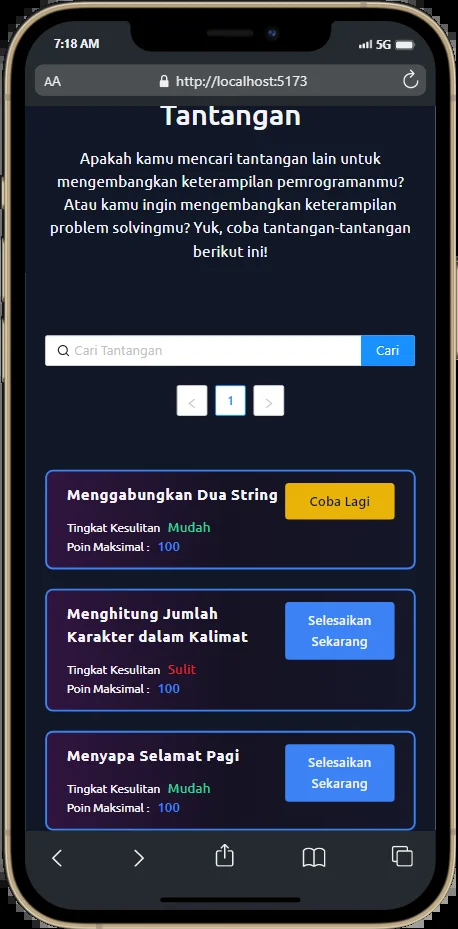 7:18 AM
5G
AA
http://localhost:5173
Tantangan
Apakah kamu mencari tantangan lain untuk
mengembangkan keterampilan pemrogramanmu?
Atau kamu ingin mengembangkan keterampilan
problem solvingmu? Yuk, coba tantangan-tantangan
berikut ini!
Cari Tantangan
Cari
1
Menggabungkan Dua String
Coba Lagi
Tingkat Kesulitan Mudah
Poin Maksimal : 100
Menghitung Jumlah
Karakter dalam Kalimat
Selesaikan
Sekarang
Tingkat Kesulitan Sulit
Poin Maksimal : 100
Menyapa Selamat Pagi
Selesaikan
Sekarang
Tingkat Kesulitan Mudah
Poin Maksimal : 100